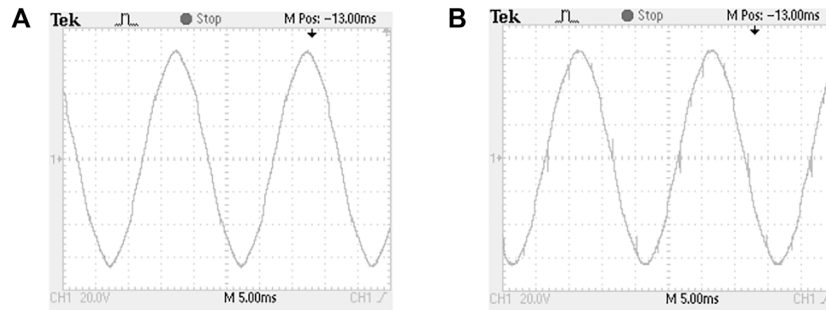 A
Tek Stop M Pos: -13.00ms
1
CH1 20.0V M 5.00ms CH1
B
Tek Stop M Pos: -13.00ms
1
CH1 20.0V M 5.00ms CH1